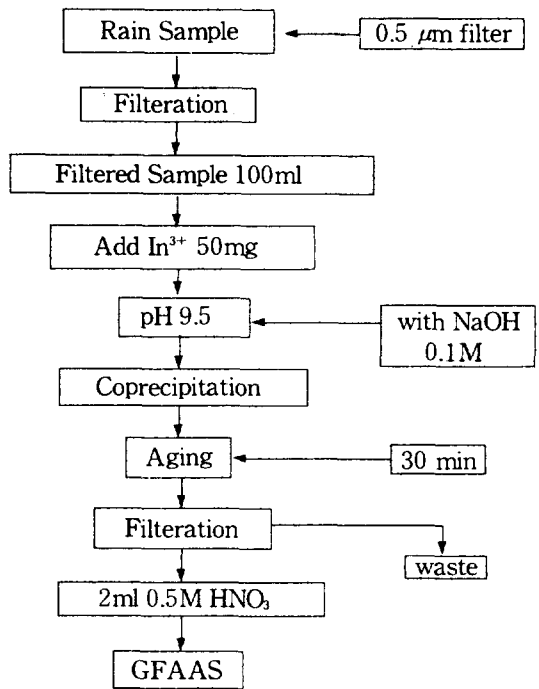 Rain Sample
0.5 μm filter
Filteration
Filtered Sample 100ml
Add In³⁺ 50mg
pH 9.5
with NaOH
0.1M
Coprecipitation
Aging
30 min
Filteration
waste
2ml 0.5M HNO₃
GFAAS